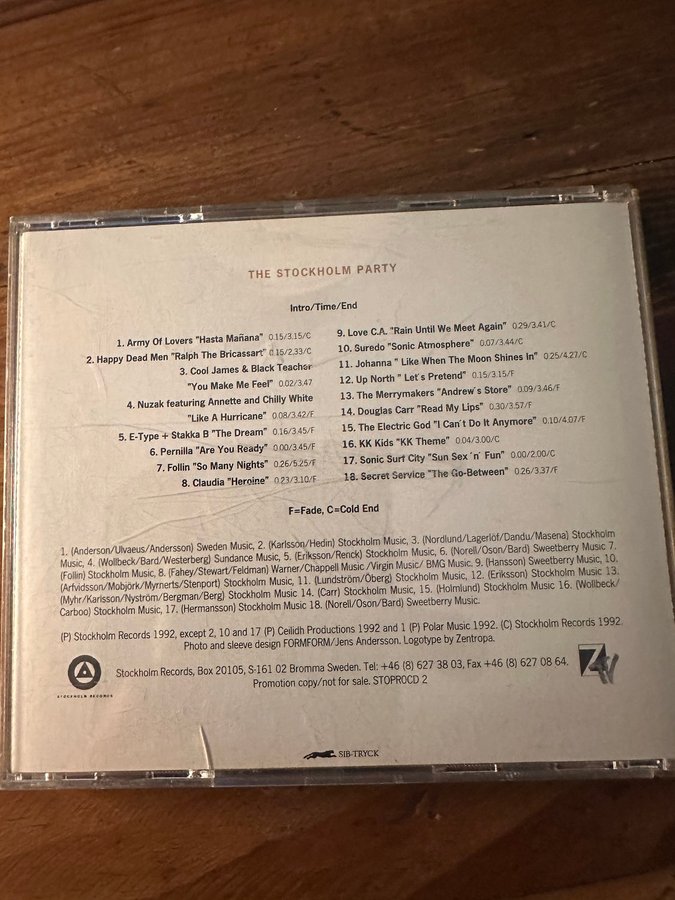 THE STOCKHOLM PARTY
Intro/Time/End
1. Army Of Lovers "Hasta Mañana" 0.15/3.15/C
2. Happy Dead Men "Ralph The Bricassart" 0.15/2.33/C
3. Cool James & Black Teacher
"You Make Me Feel" 0.02/3.47
4. Nuzak featuring Annette and Chilly White
"Like A Hurricane" 0.08/3.42/F
5. E-Type + Stakka B "The Dream" 0.16/3.45/F
6. Pernilla "Are You Ready" 0.00/3.45/F
7. Follin "So Many Nights" 0.26/5.25/F
8. Claudia "Heroine" 0.23/3.10/F
9. Love C.A. "Rain Until We Meet Again" 0.29/3.41/C
10. Suredo "Sonic Atmosphere" 0.07/3.44/C
11. Johanna " Like When The Moon Shines In" 0.25/4.27/C
12. Up North " Let´s Pretend" 0.15/3.15/F
13. The Merrymakers "Andrew´s Store" 0.09/3.46/F
14. Douglas Carr "Read My Lips" 0.30/3.57/F
15. The Electric God "I Can´t Do It Anymore" 0.10/4.07/F
16. KK Kids "KK Theme" 0.04/3.00/C
17. Sonic Surf City "Sun Sex´n´ Fun" 0.00/2.00/C
18. Secret Service "The Go-Between" 0.26/3.37/F
F=Fade, C=Cold End
1. (Anderson/Ulvaeus/Andersson) Sweden Music, 2. (Karlsson/Hedin) Stockholm Music, 3. (Nordlund/Lagerlöf/Dandu/Masena) Stockholm
Music, 4. (Wollbeck/Bard/Westerberg) Sundance Music, 5. (Eriksson/Renck) Stockholm Music, 6. (Norell/Oson/Bard) Sweetberry Music 7.
(Follin) Stockholm Music, 8. (Fahey/Stewart/Feldman) Warner/Chappell Music /Virgin Music/ BMG Music, 9. (Hansson) Sweetberry Music, 10.
(Arfvidsson/Mobjörk/Myrnerts/Stenport) Stockholm Music, 11. (Lundström/Öberg) Stockholm Music, 12. (Eriksson) Stockholm Music 13.
(Myhr/Karlsson/Nyström/Bergman/Berg) Stockholm Music 14. (Carr) Stockholm Music, 15. (Holmlund) Stockholm Music 16. (Wollbeck/
Carboo) Stockholm Music, 17. (Hermansson) Stockholm Music 18. (Norell/Oson/Bard) Sweetberry Music.
(P) Stockholm Records 1992, except 2, 10 and 17 (P) Ceilidh Productions 1992 and 1 (P) Polar Music 1992. (C) Stockholm Records 1992.
Photo and sleeve design FORMFORM/Jens Andersson. Logotype by Zentropa.
STOCKHOLM RECORDS
Stockholm Records, Box 20105, S-161 02 Bromma Sweden. Tel: +46 (8) 627 38 03, Fax +46 (8) 627 08 64.
Promotion copy/not for sale. STOPROCD 2
SIB-TRYCK